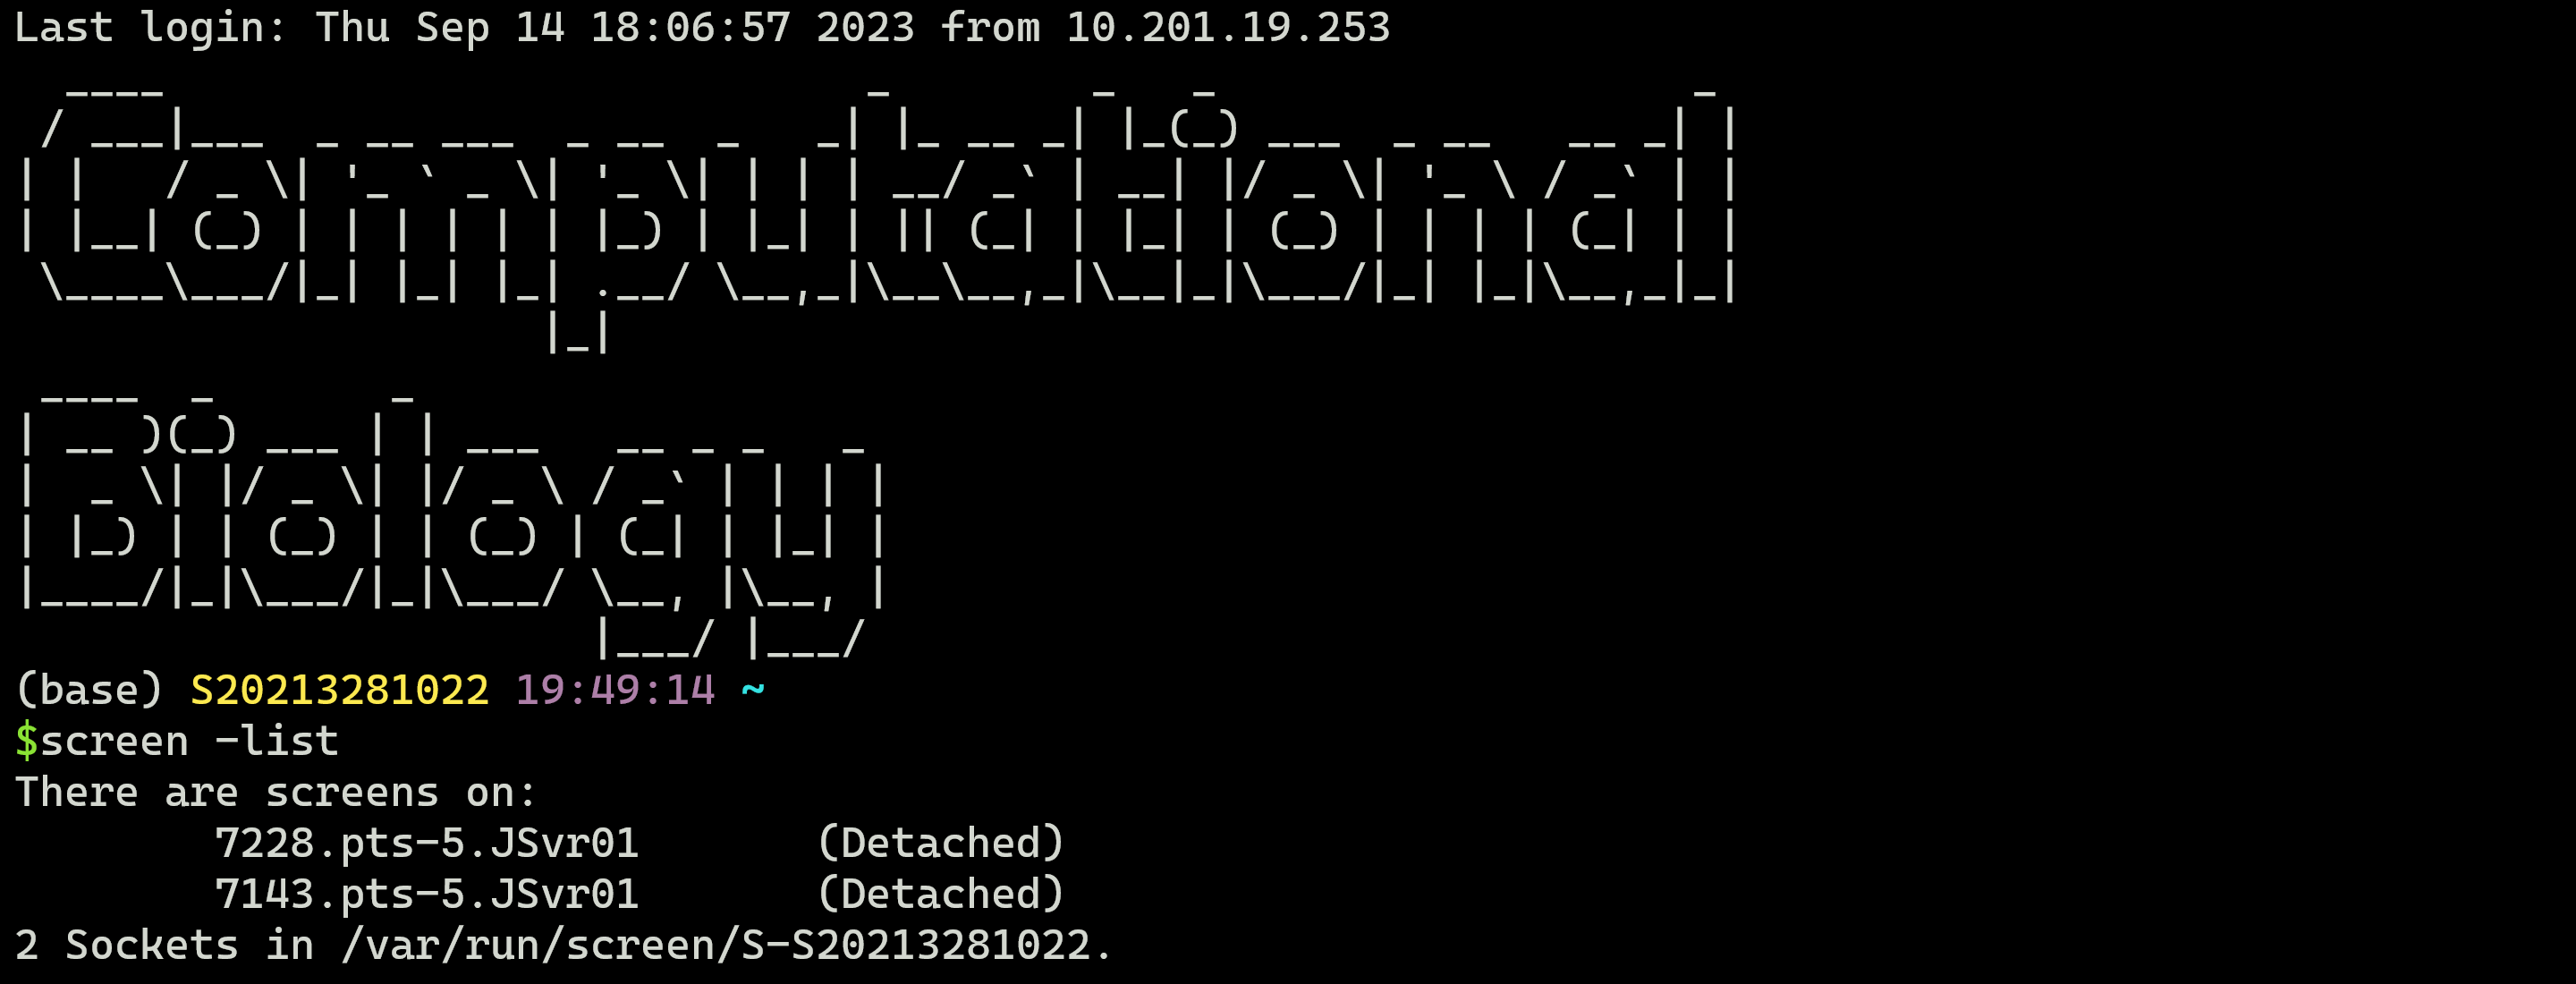 Last login: Thu Sep 14 18:06:57 2023 from 10.201.19.253
Computational
Biology
(base) S20213281022 19:49:14 ~
$screen -list
There are screens on:
7228.pts-5.JSvr01 (Detached)
7143.pts-5.JSvr01 (Detached)
2 Sockets in /var/run/screen/S-S20213281022.